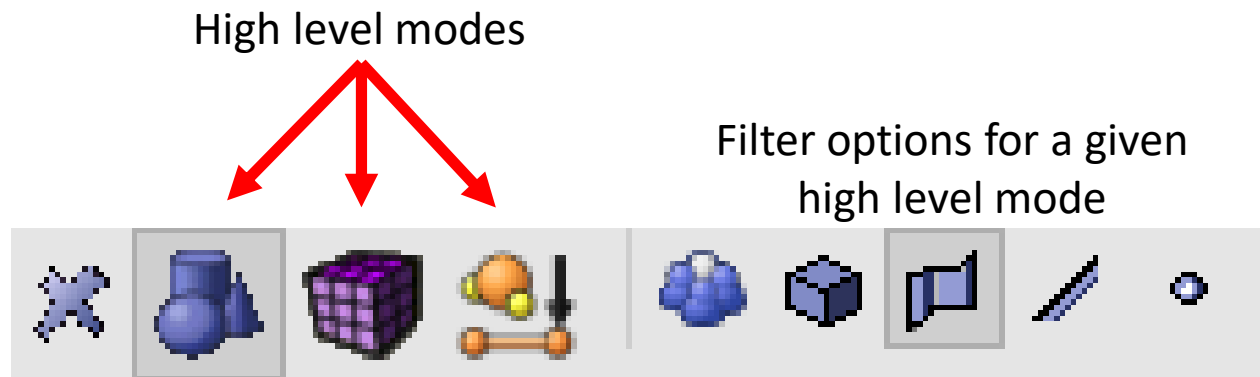 High level modes
Filter options for a given
high level mode